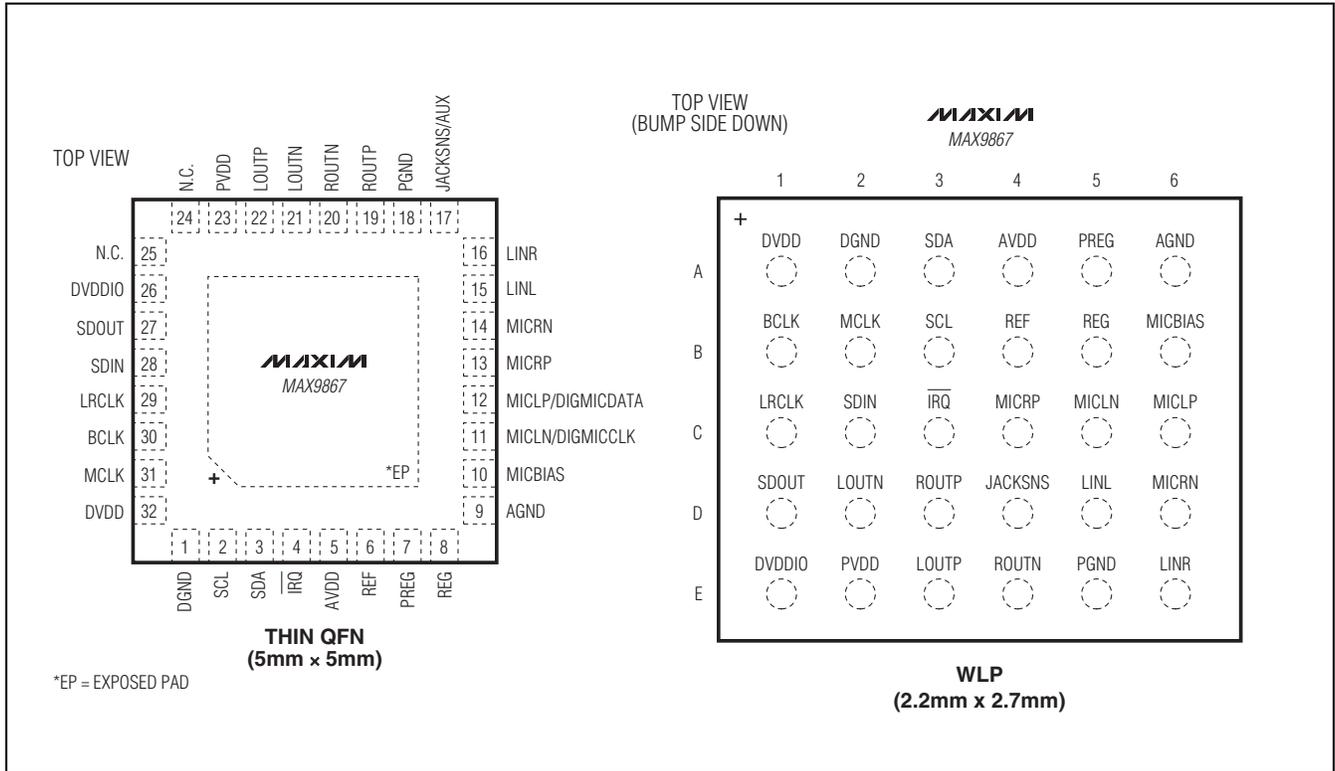 TOP VIEW
N.C.
PVDD
LOUTP
LOUTN
ROUTN
ROUTP
PGND
JACKSNS/AUX
24 23 22 21 20 19 18 17
N.C. 25
DVDDIO 26
SDOUT 27
SDIN 28
LRCLK 29
BCLK 30
MCLK 31
DVDD 32
16 LINR
15 LINL
14 MICRN
13 MICRP
12 MICLP/DIGMICDATA
11 MICLN/DIGMICCLK
10 MICBIAS
9 AGND
MAXIM
MAX9867
+
*EP
1 2 3 4 5 6 7 8
DGND
SCL
SDA
IRQ
AVDD
REF
PREG
REG
THIN QFN
(5mm × 5mm)
*EP = EXPOSED PAD
TOP VIEW
(BUMP SIDE DOWN)
MAXIM
MAX9867
1 2 3 4 5 6
+
A DVDD DGND SDA AVDD PREG AGND
B BCLK MCLK SCL REF REG MICBIAS
C LRCLK SDIN IRQ MICRP MICLN MICLP
D SDOUT LOUTN ROUTP JACKSNS LINL MICRN
E DVDDIO PVDD LOUTP ROUTN PGND LINR
WLP
(2.2mm x 2.7mm)